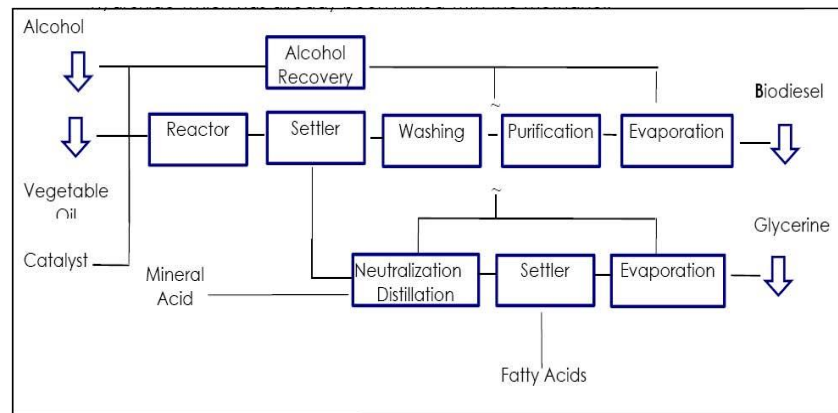 Alcohol
Alcohol
Recovery
Biodiesel
~
Reactor
Settler
Washing
Purification
Evaporation
Vegetable
Oil
~
Glycerine
Catalyst
Mineral
Acid
Neutralization
Distillation
Settler
Evaporation
Fatty Acids